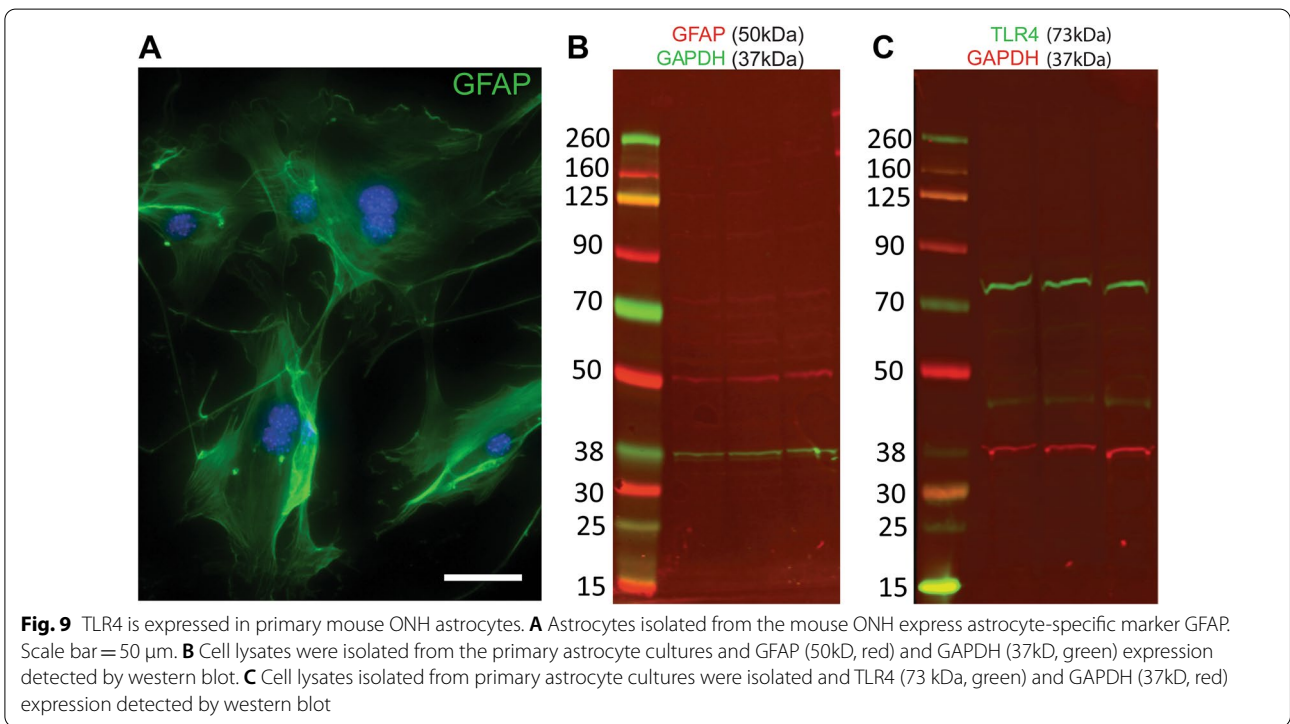 A
GFAP
B
GFAP (50kDa)
GAPDH (37kDa)
260
160
125
90
70
50
38
30
25
15
C
TLR4 (73kDa)
GAPDH (37kDa)
260
160
125
90
70
50
38
30
25
15
Fig. 9 TLR4 is expressed in primary mouse ONH astrocytes. A Astrocytes isolated from the mouse ONH express astrocyte-specific marker GFAP.
Scale bar = 50 μm. B Cell lysates were isolated from the primary astrocyte cultures and GFAP (50kD, red) and GAPDH (37kD, green) expression
detected by western blot. C Cell lysates isolated from primary astrocyte cultures were isolated and TLR4 (73 kDa, green) and GAPDH (37kD, red)
expression detected by western blot